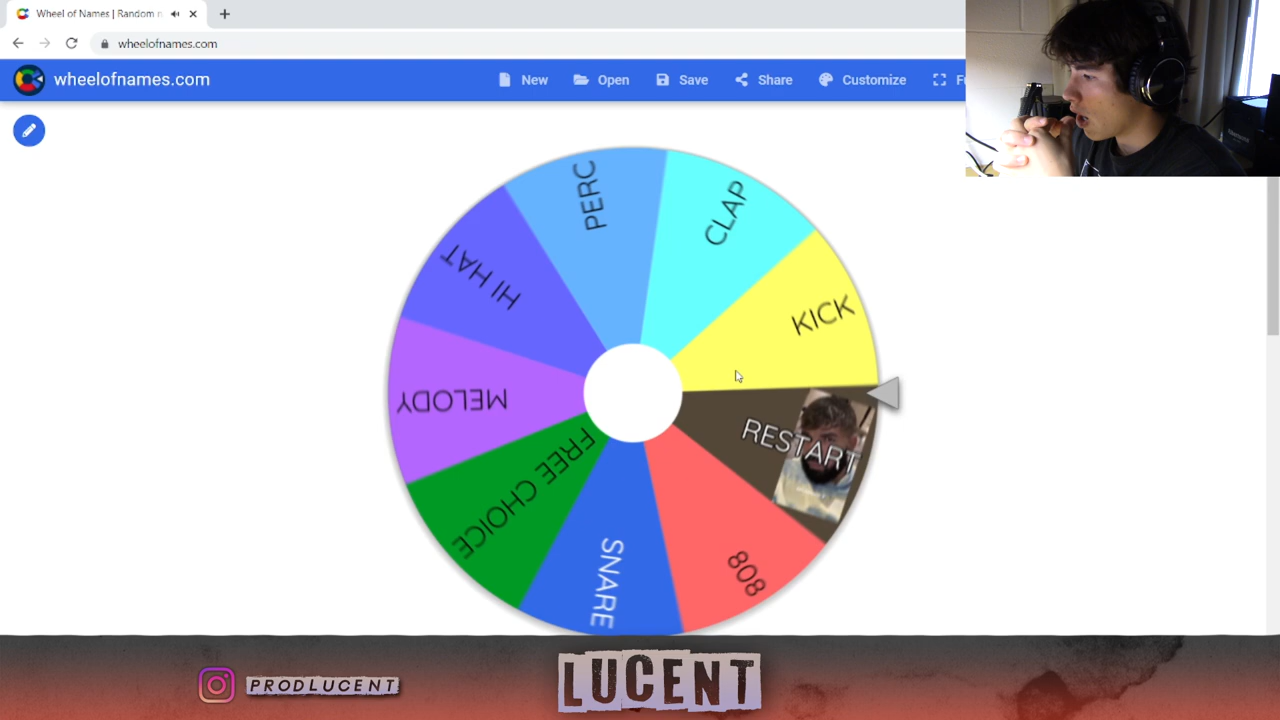 Wheel of Names | Random n
wheelofnames.com
wheelofnames.com
New
Open
Save
Share
Customize
F
PERC
CLAP
HI HAT
KICK
MELODY
RESTART
FREE CHOICE
SNARE
808
PRODLUCENT
LUCENT